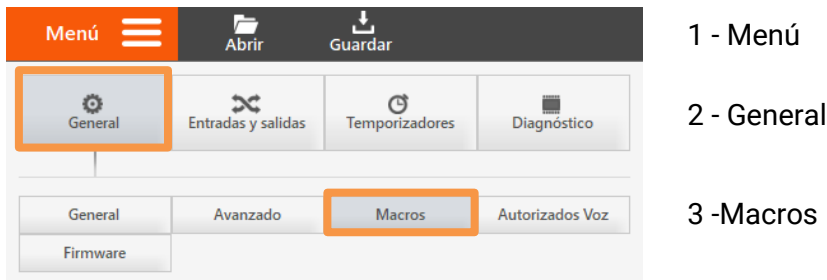 Menú
Abrir
Guardar
1 - Menú
General
Entradas y salidas
Temporizadores
Diagnóstico
2 - General
General
Avanzado
Macros
Autorizados Voz
3 -Macros
Firmware